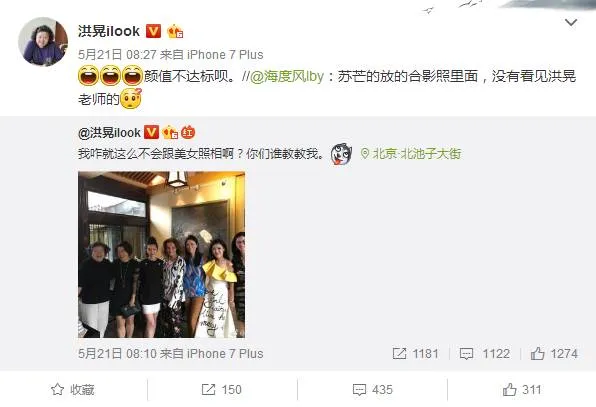 洪晃ilook
5月21日 08:27 来自 iPhone 7 Plus
颜值不达标呗。//@海度风lby：苏芒的放的合影照里面，没有看见洪晃
老师的
@洪晃ilook 红
我咋就这么不会跟美女照相啊？你们谁教教我。 北京·北池子大街
5月21日 08:10 来自 iPhone 7 Plus 1181 1122 1274
收藏 150 435 311